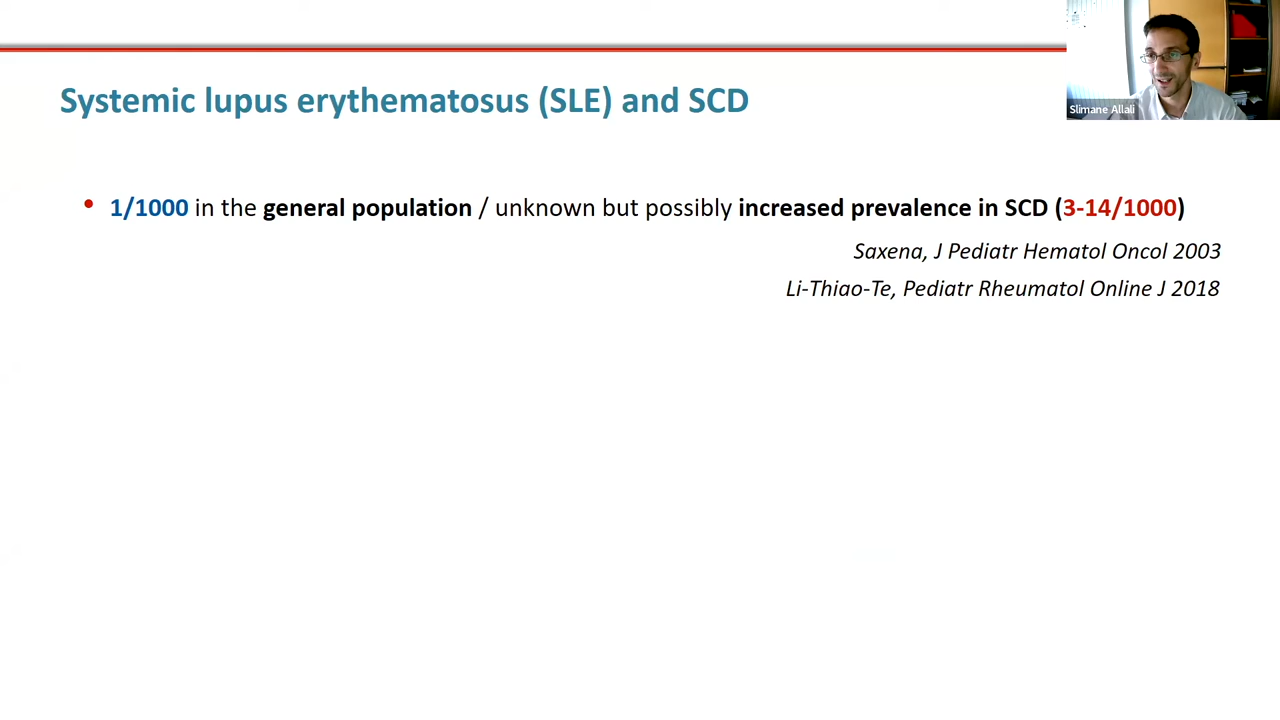 Slimane Allali
Systemic lupus erythematosus (SLE) and SCD
• 1/1000 in the general population / unknown but possibly increased prevalence in SCD (3-14/1000)
Saxena, J Pediatr Hematol Oncol 2003
Li-Thiao-Te, Pediatr Rheumatol Online J 2018